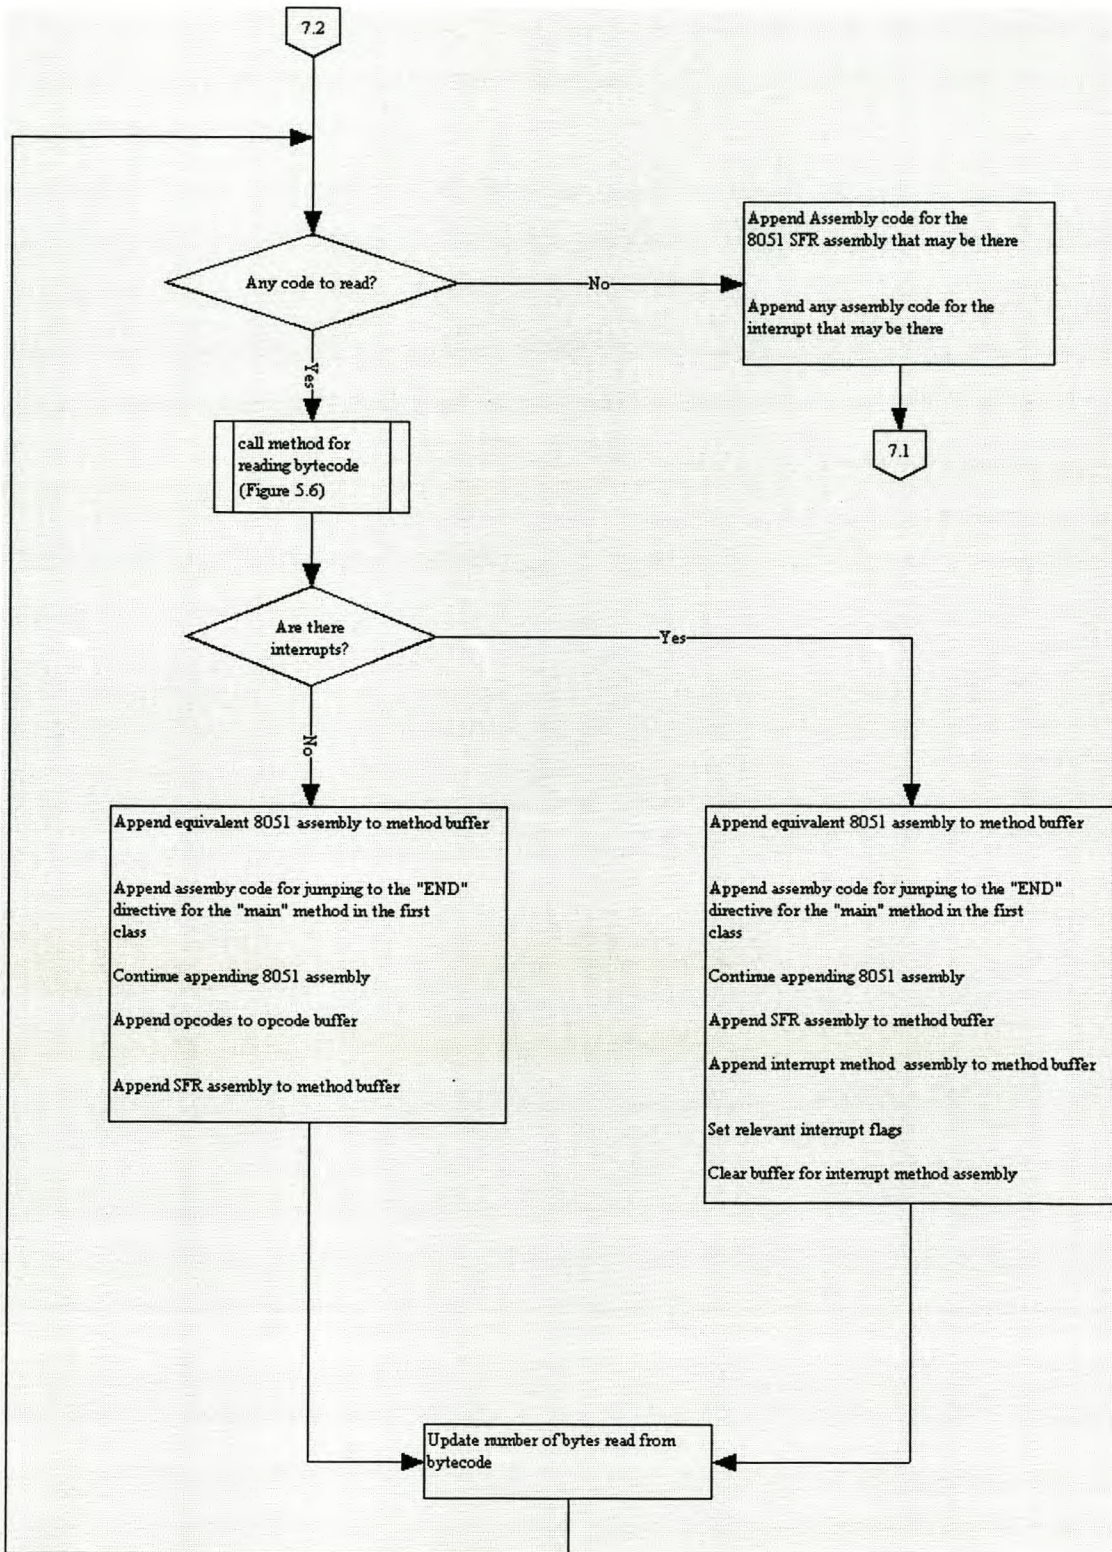 7.2
Any code to read?
No
Append Assembly code for the
8051 SFR assembly that may be there
Append any assembly code for the
interrupt that may be there
7.1
Yes
call method for
reading bytecode
(Figure 5.6)
Are there
interrupts?
Yes
No
Append equivalent 8051 assembly to method buffer
Append assemby code for jumping to the "END"
directive for the "main" method in the first
class
Continue appending 8051 assembly
Append opcodes to opcode buffer
Append SFR assembly to method buffer
Append equivalent 8051 assembly to method buffer
Append assemby code for jumping to the "END"
directive for the "main" method in the first
class
Continue appending 8051 assembly
Append SFR assembly to method buffer
Append interrupt method assembly to method buffer
Set relevant interrupt flags
Clear buffer for interrupt method assembly
Update number of bytes read from
bytecode